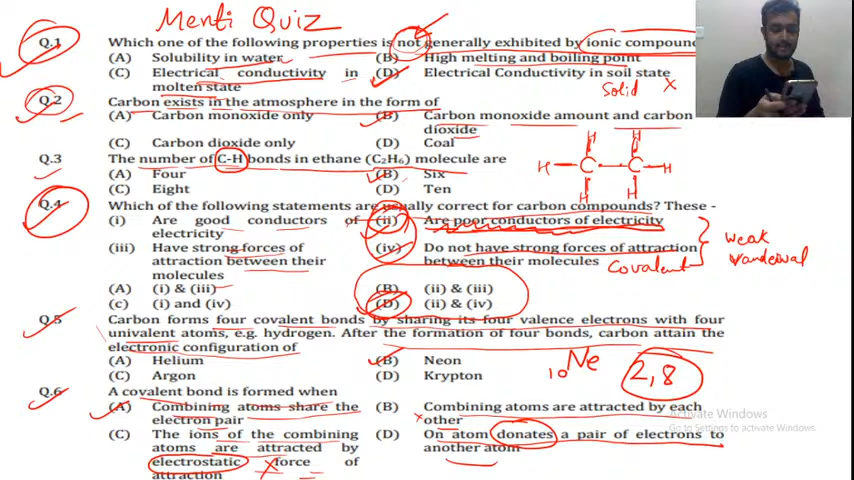 Menti Quiz
Q.1 Which one of the following properties is not generally exhibited by ionic compoun
(A) Solubility in water (B) High melting and boiling point
(C) Electrical conductivity in molten state (D) Electrical Conductivity in soil state
Solid X
Q.2 Carbon exists in the atmosphere in the form of
(A) Carbon monoxide only (B) Carbon monoxide amount and carbon dioxide
(C) Carbon dioxide only (D) Coal
Q.3 The number of C-H bonds in ethane (C₂H₆) molecule are
(A) Four (B) Six
(C) Eight (D) Ten
H H
H C C H
H H
Q.4 Which of the following statements are usually correct for carbon compounds? These -
(i) Are good conductors of electricity (ii) Are poor conductors of electricity
(iii) Have strong forces of attraction between their molecules (iv) Do not have strong forces of attraction between their molecules
Covalent
weak
Vanderwal
(A) (i) & (iii) (B) (ii) & (iii)
(c) (i) and (iv) (D) (ii) & (iv)
Q.5 Carbon forms four covalent bonds by sharing its four valence electrons with four
univalent atoms, e.g. hydrogen. After the formation of four bonds, carbon attain the
electronic configuration of
(A) Helium (B) Neon
(C) Argon (D) Krypton
₁₀Ne 2,8
Q.6 A covalent bond is formed when
(A) Combining atoms share the electron pair (B) Combining atoms are attracted by each other
(C) The ions of the combining atoms are attracted by electrostatic force of attraction (D) On atom donates a pair of electrons to another atom
Activate Windows
Go to Settings to activate Windows.